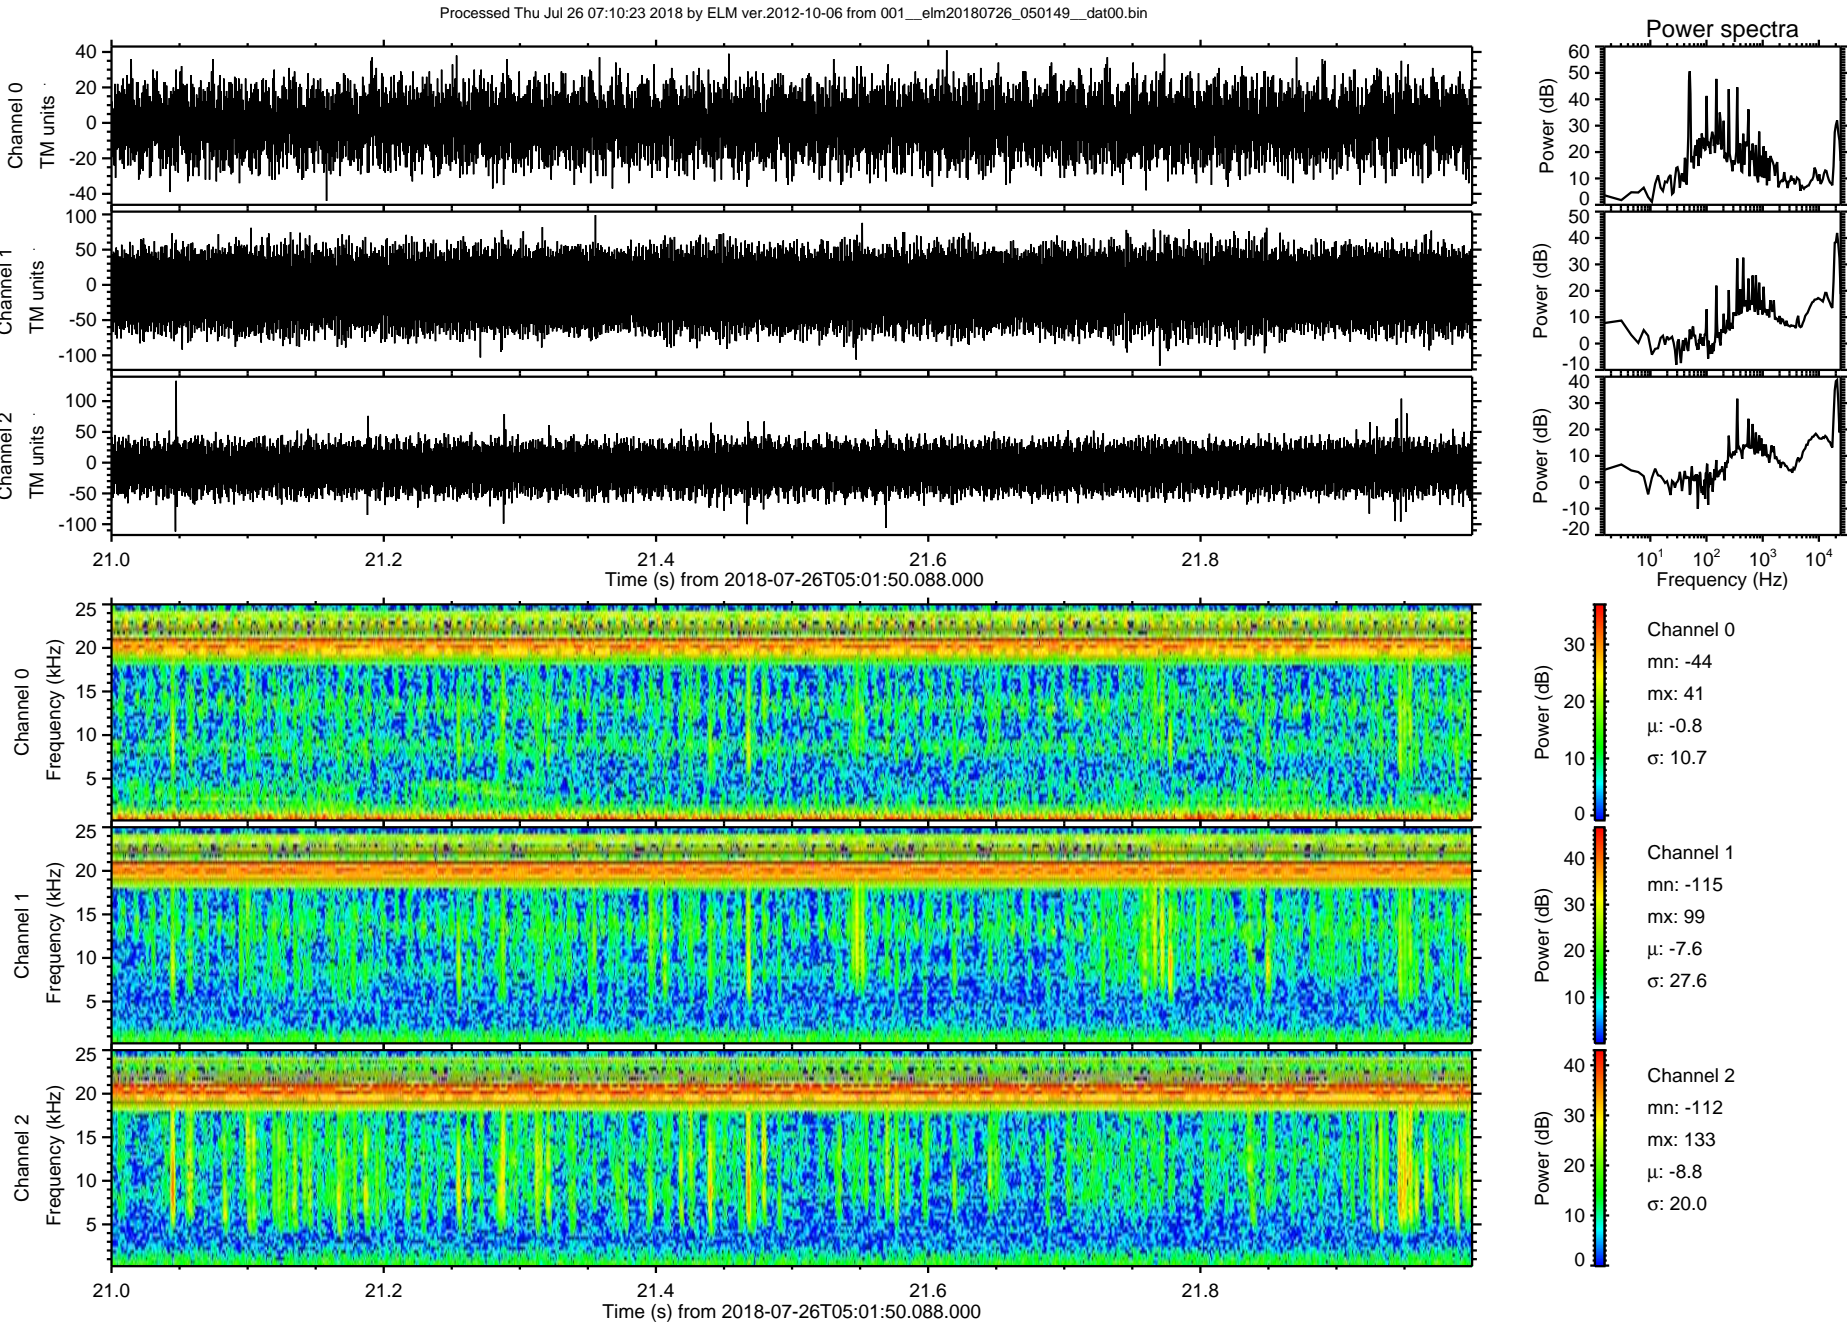 Processed Thu Jul 26 07:10:23 2018 by ELM ver.2012-10-06 from 001__elm20180726_050149__dat00.bin
Power spectra
Channel 0
TM units
40
20
0
-20
-40
Power (dB)
60
50
40
30
20
10
0
Channel 1
TM units
100
50
0
-50
-100
Power (dB)
50
40
30
20
10
0
-10
Channel 2
TM units
100
50
0
-50
-100
Power (dB)
40
30
20
10
0
-10
-20
21.0 21.2 21.4 21.6 21.8
Time (s) from 2018-07-26T05:01:50.088.000
10^1 10^2 10^3 10^4
Frequency (Hz)
Channel 0
Frequency (kHz)
25
20
15
10
5
Power (dB)
30
20
10
0
Channel 0
mn: -44
mx: 41
μ: -0.8
σ: 10.7
Channel 1
Frequency (kHz)
25
20
15
10
5
Power (dB)
40
30
20
10
Channel 1
mn: -115
mx: 99
μ: -7.6
σ: 27.6
Channel 2
Frequency (kHz)
25
20
15
10
5
Power (dB)
40
30
20
10
0
Channel 2
mn: -112
mx: 133
μ: -8.8
σ: 20.0
21.0 21.2 21.4 21.6 21.8
Time (s) from 2018-07-26T05:01:50.088.000